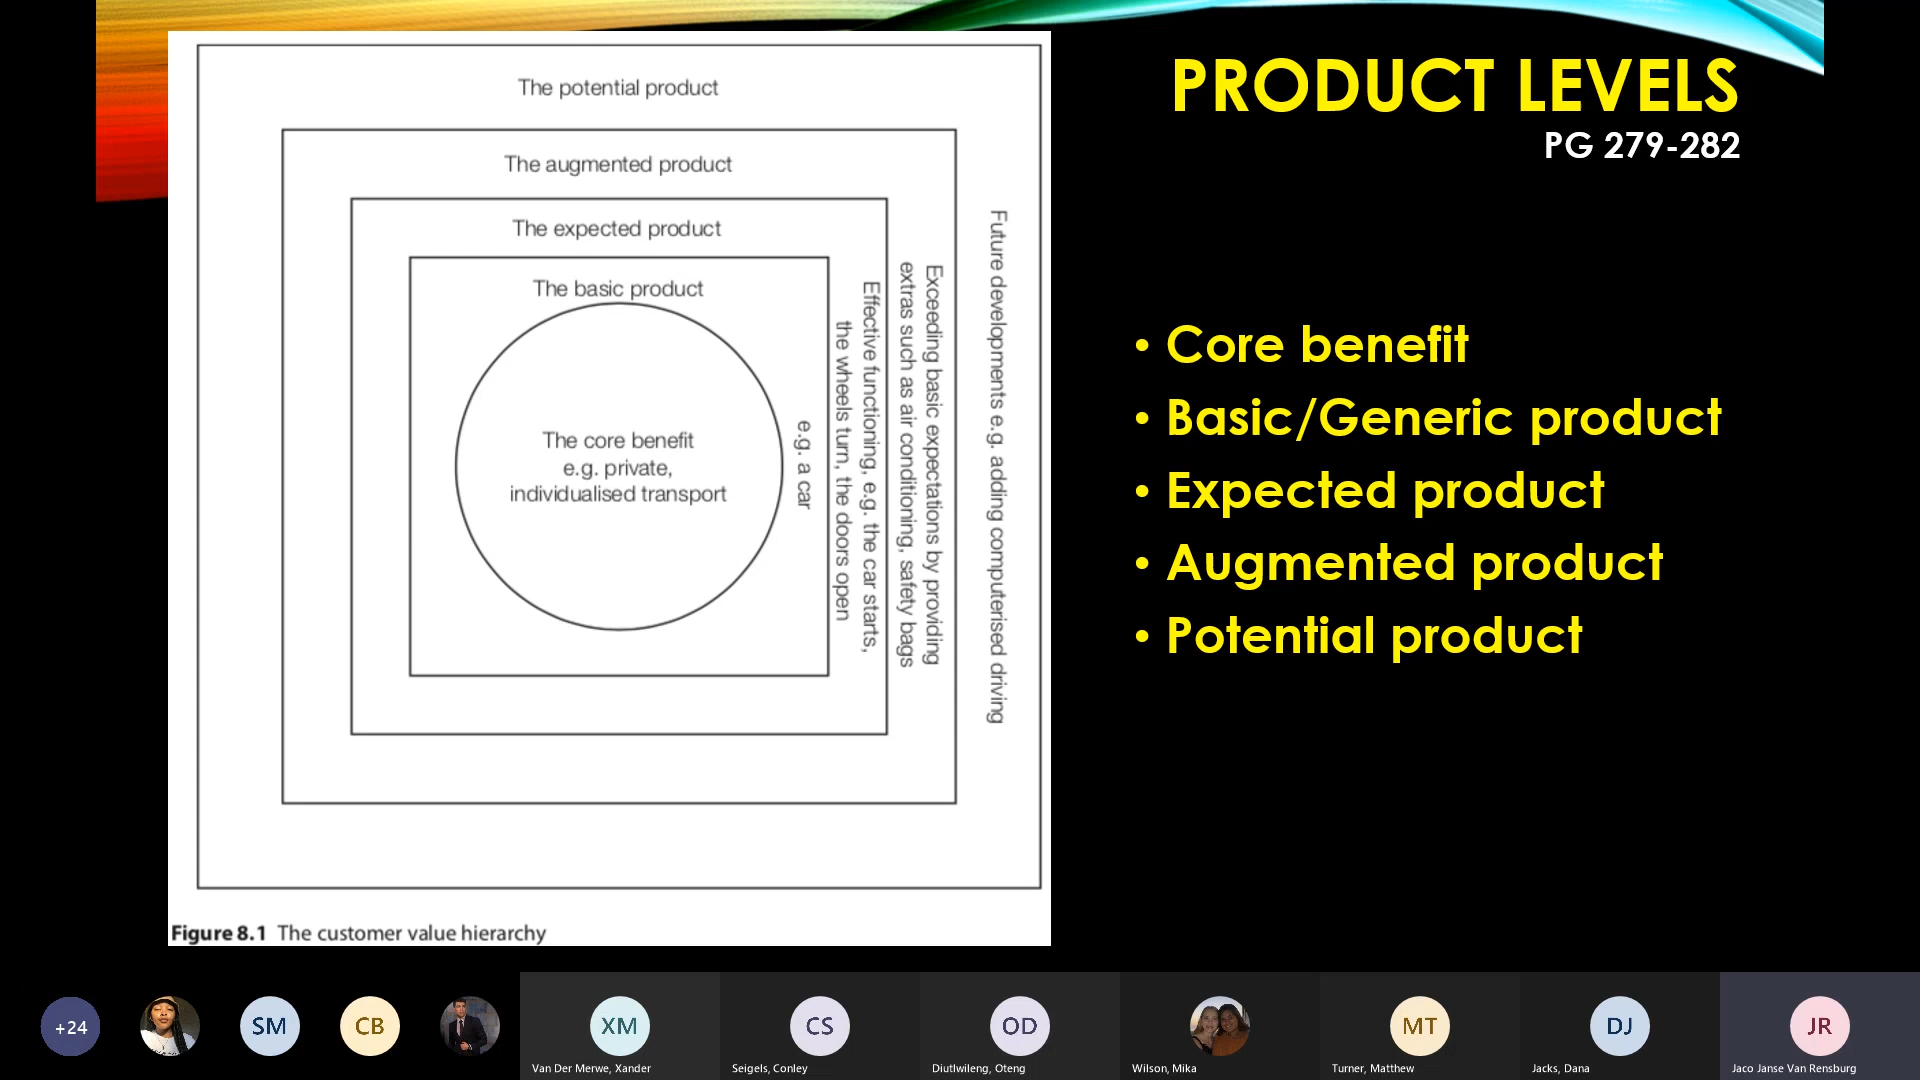 The potential product
The augmented product
The expected product
The basic product
The core benefit
e.g. private,
individualised transport
e.g. a car
Effective functioning, e.g. the car starts,
the wheels turn, the doors open
Exceeding basic expectations by providing
extras such as air conditioning, safety bags
Future developments e.g. adding computerised driving
Figure 8.1 The customer value hierarchy
PRODUCT LEVELS
PG 279-282
• Core benefit
• Basic/Generic product
• Expected product
• Augmented product
• Potential product
+24
SM
CB
XM
Van Der Merwe, Xander
CS
Seigels, Conley
OD
Diutlwileng, Oteng
Wilson, Mika
MT
Turner, Matthew
DJ
Jacks, Dana
JR
Jaco Janse Van Rensburg